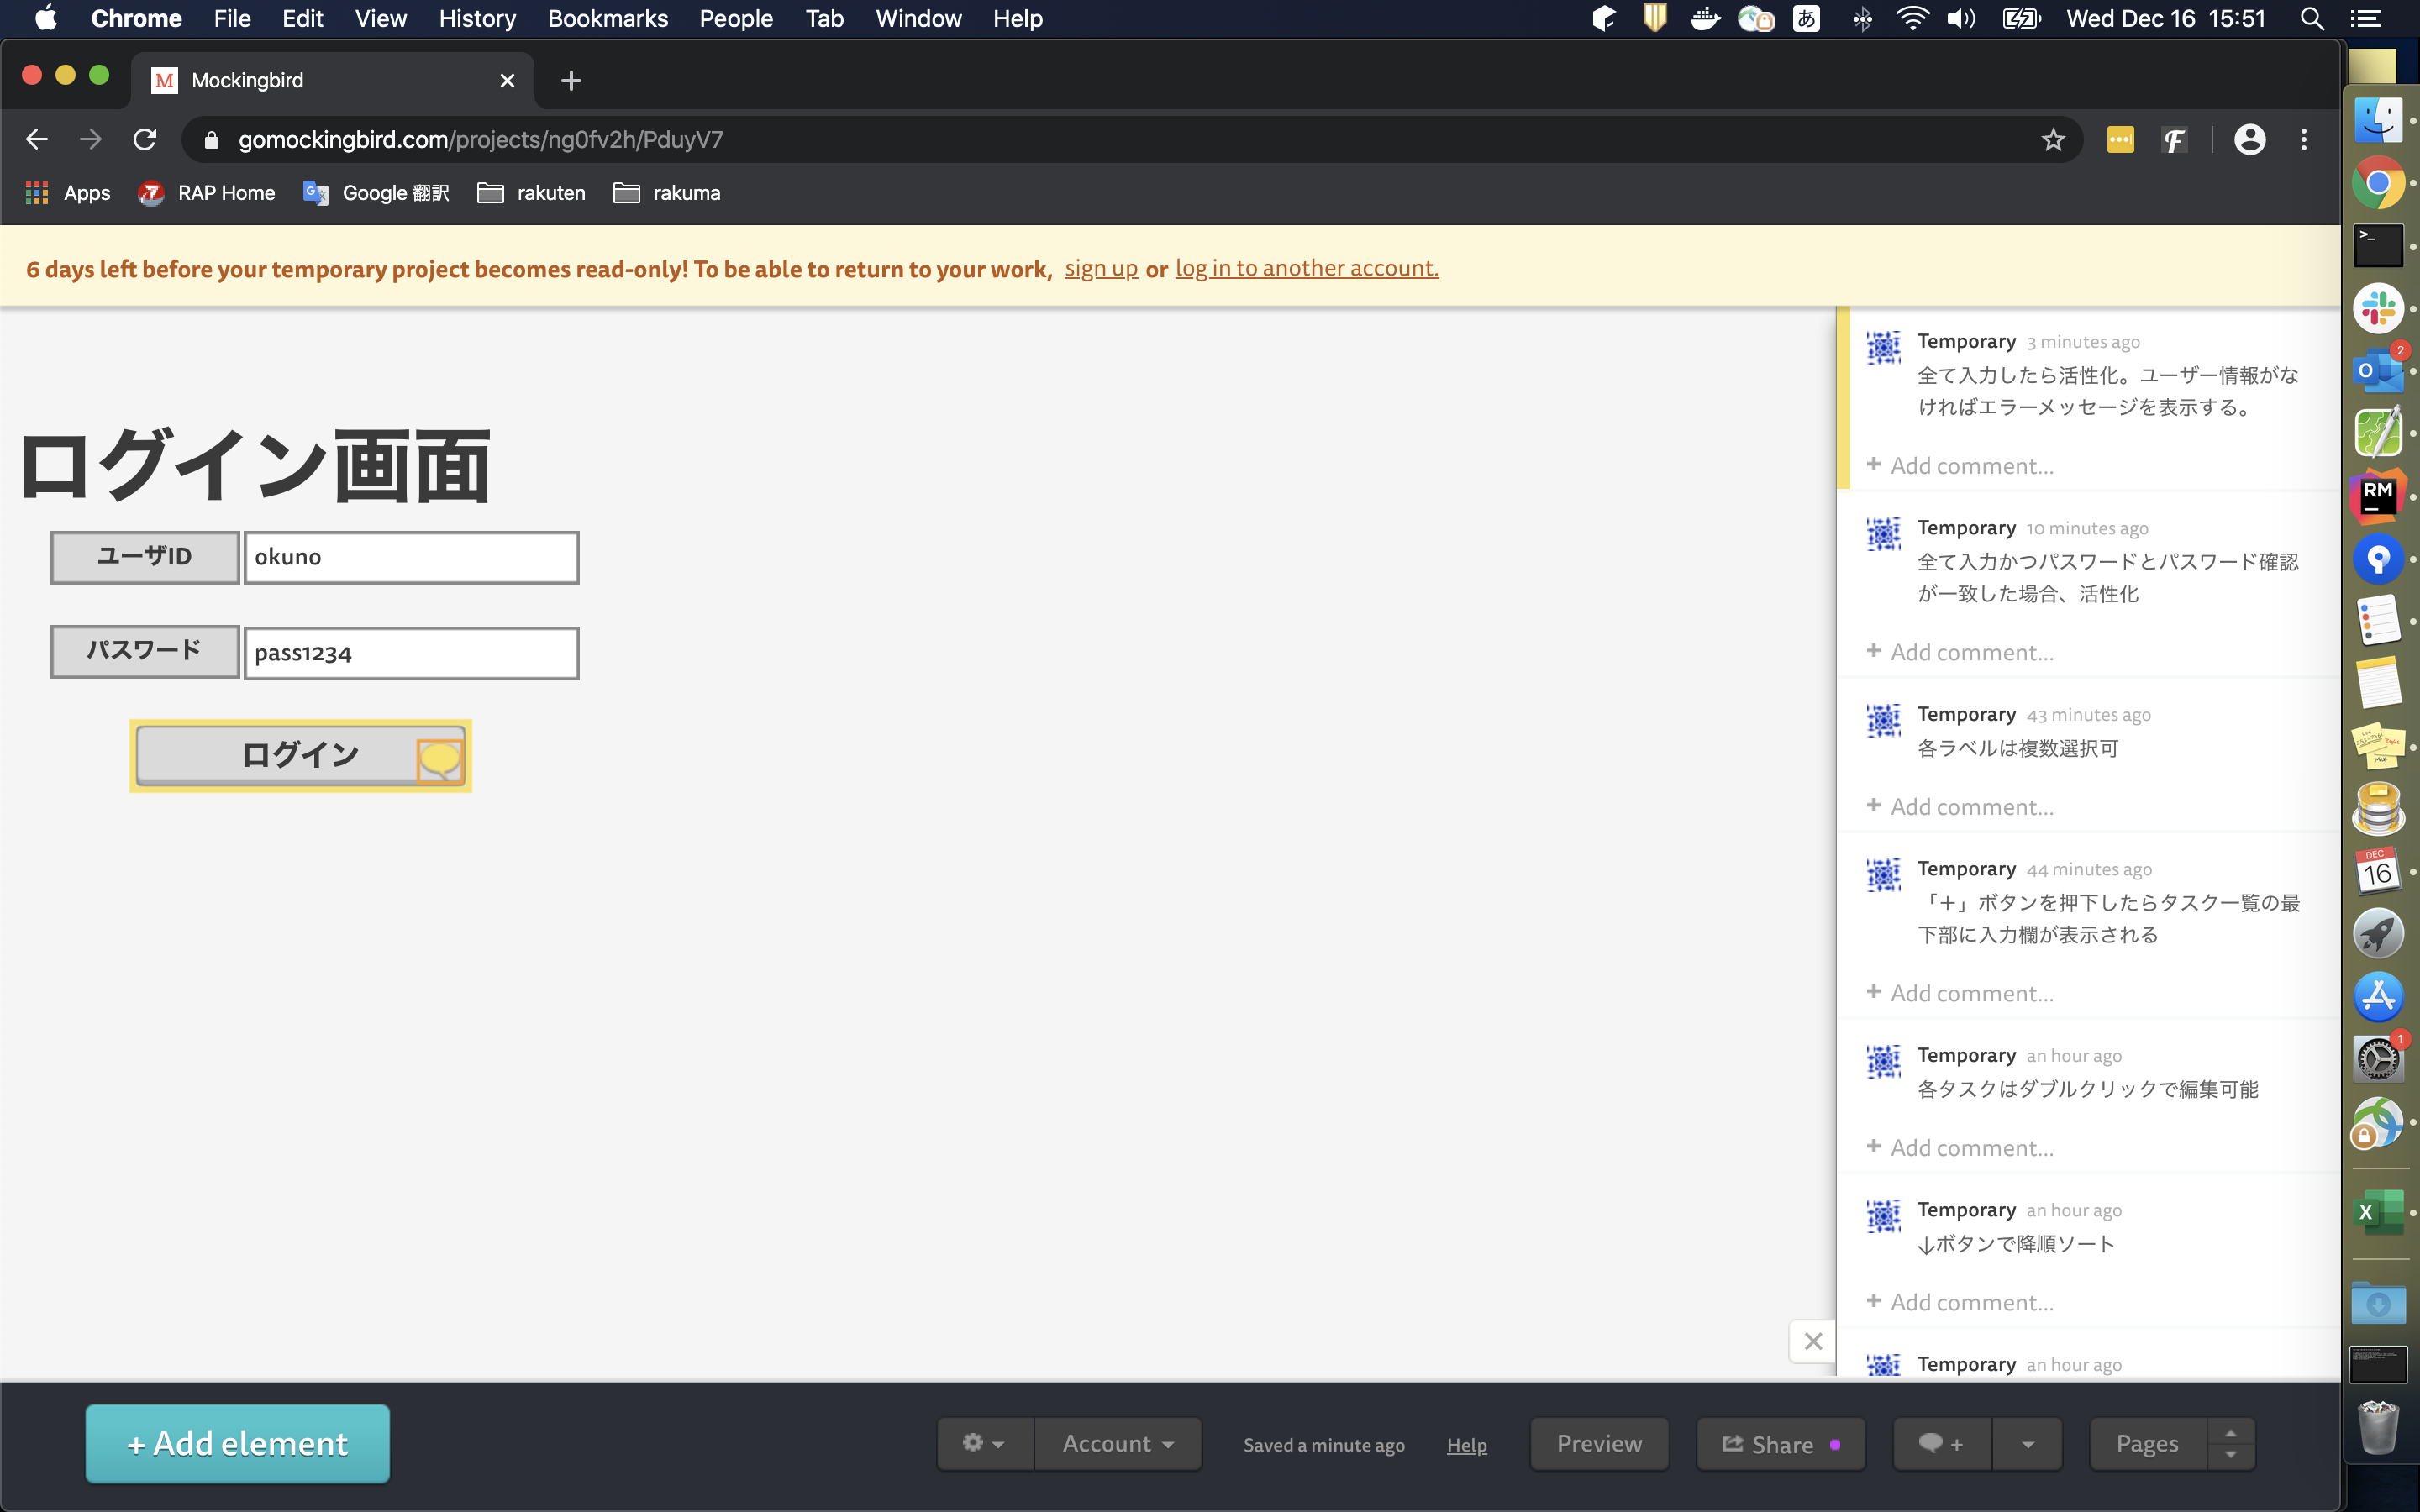 Chrome File Edit View History Bookmarks People Tab Window Help あ Wed Dec 16 15:51
M Mockingbird
gomockingbird.com/projects/ng0fv2h/PduyV7
Apps RAP Home Google 翻訳 rakuten rakuma
6 days left before your temporary project becomes read-only! To be able to return to your work, sign up or log in to another account.
ログイン画面
ユーザID okuno
パスワード pass1234
ログイン
Temporary 3 minutes ago
全て入力したら活性化。ユーザー情報がな
ければエラーメッセージを表示する。
+ Add comment...
Temporary 10 minutes ago
全て入力かつパスワードとパスワード確認
が一致した場合、活性化
+ Add comment...
Temporary 43 minutes ago
各ラベルは複数選択可
+ Add comment...
Temporary 44 minutes ago
「＋」ボタンを押下したらタスク一覧の最
下部に入力欄が表示される
+ Add comment...
Temporary an hour ago
各タスクはダブルクリックで編集可能
+ Add comment...
Temporary an hour ago
↓ボタンで降順ソート
+ Add comment...
Temporary an hour ago
+ Add element
Account
Saved a minute ago
Help
Preview
Share
+
Pages
2
RM
DEC
16
1
X